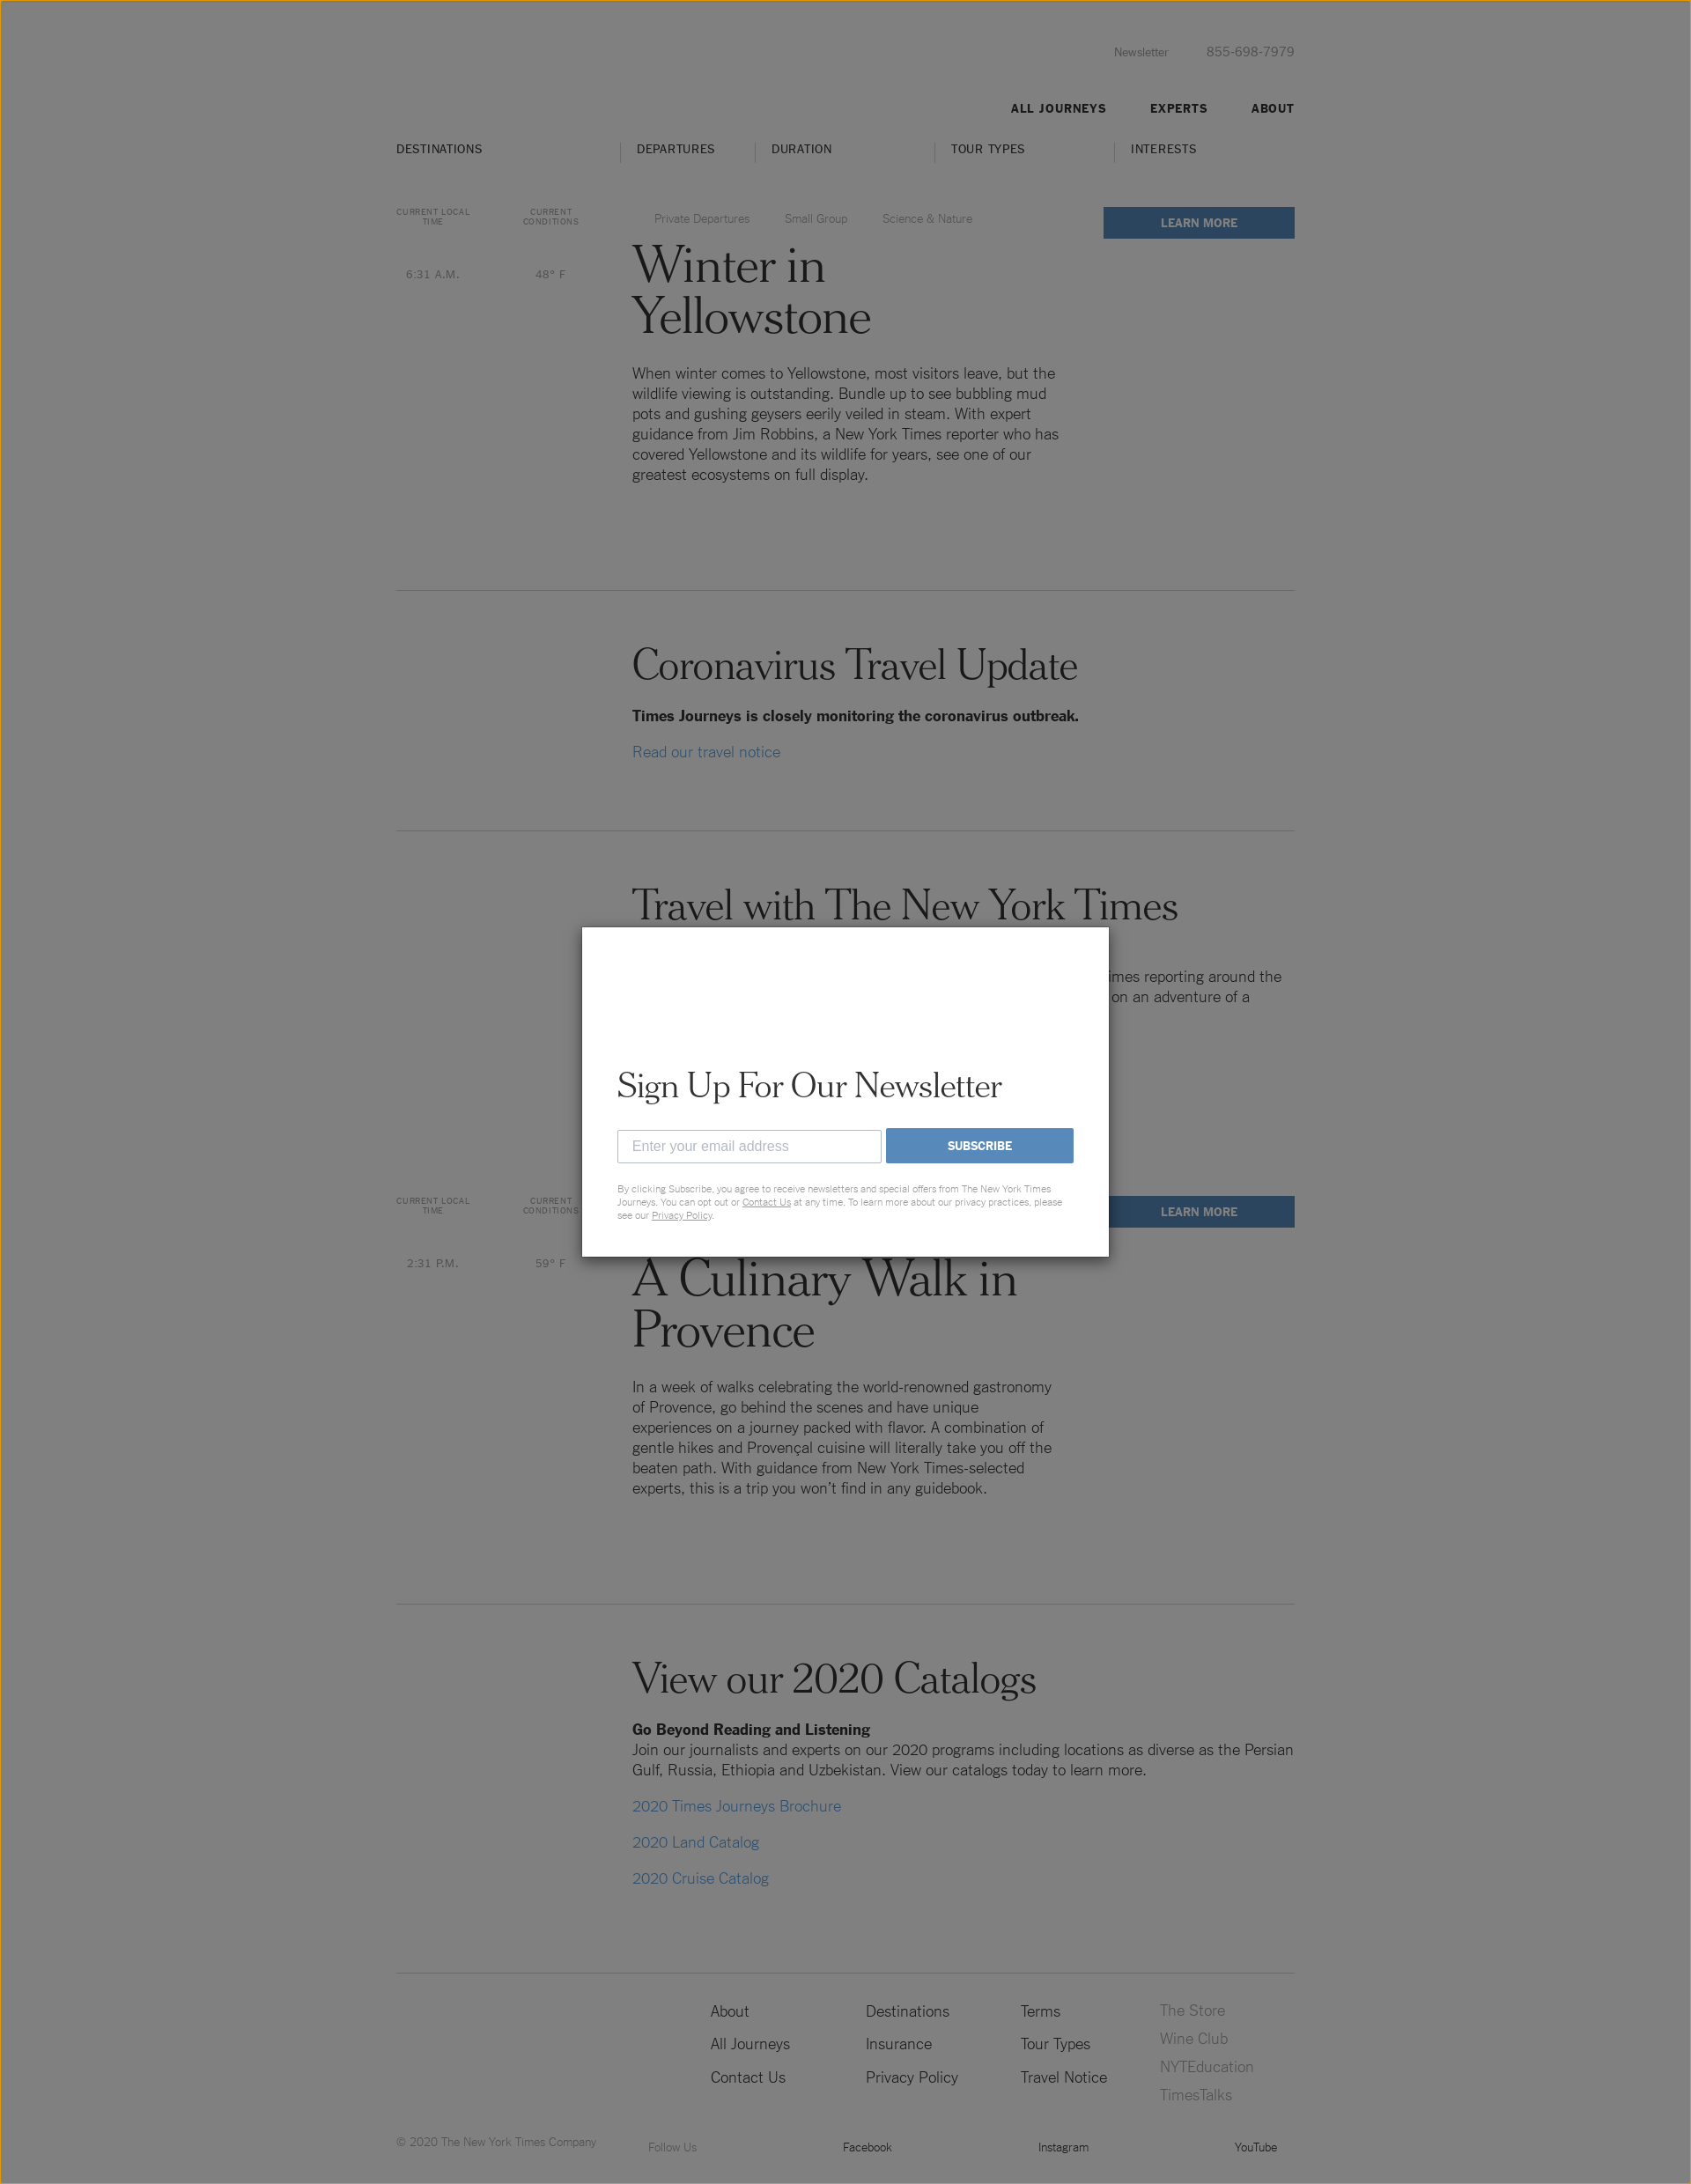 Newsletter 855-698-7979
ALL JOURNEYS EXPERTS ABOUT
DESTINATIONS DEPARTURES DURATION TOUR TYPES INTERESTS
CURRENT LOCAL TIME
CURRENT CONDITIONS
6:31 A.M.
48° F
Private Departures Small Group Science & Nature
LEARN MORE
Winter in
Yellowstone
When winter comes to Yellowstone, most visitors leave, but the
wildlife viewing is outstanding. Bundle up to see bubbling mud
pots and gushing geysers eerily veiled in steam. With expert
guidance from Jim Robbins, a New York Times reporter who has
covered Yellowstone and its wildlife for years, see one of our
greatest ecosystems on full display.
Coronavirus Travel Update
Times Journeys is closely monitoring the coronavirus outbreak.
Read our travel notice
Travel with The New York Times
imes reporting around the
on an adventure of a
Sign Up For Our Newsletter
Enter your email address
SUBSCRIBE
By clicking Subscribe, you agree to receive newsletters and special offers from The New York Times
Journeys. You can opt out or Contact Us at any time. To learn more about our privacy practices, please
see our Privacy Policy.
CURRENT LOCAL TIME
CURRENT CONDITIONS
2:31 P.M.
59° F
LEARN MORE
A Culinary Walk in
Provence
In a week of walks celebrating the world-renowned gastronomy
of Provence, go behind the scenes and have unique
experiences on a journey packed with flavor. A combination of
gentle hikes and Provençal cuisine will literally take you off the
beaten path. With guidance from New York Times-selected
experts, this is a trip you won’t find in any guidebook.
View our 2020 Catalogs
Go Beyond Reading and Listening
Join our journalists and experts on our 2020 programs including locations as diverse as the Persian
Gulf, Russia, Ethiopia and Uzbekistan. View our catalogs today to learn more.
2020 Times Journeys Brochure
2020 Land Catalog
2020 Cruise Catalog
About
All Journeys
Contact Us
Destinations
Insurance
Privacy Policy
Terms
Tour Types
Travel Notice
The Store
Wine Club
NYTEducation
TimesTalks
© 2020 The New York Times Company
Follow Us Facebook Instagram YouTube